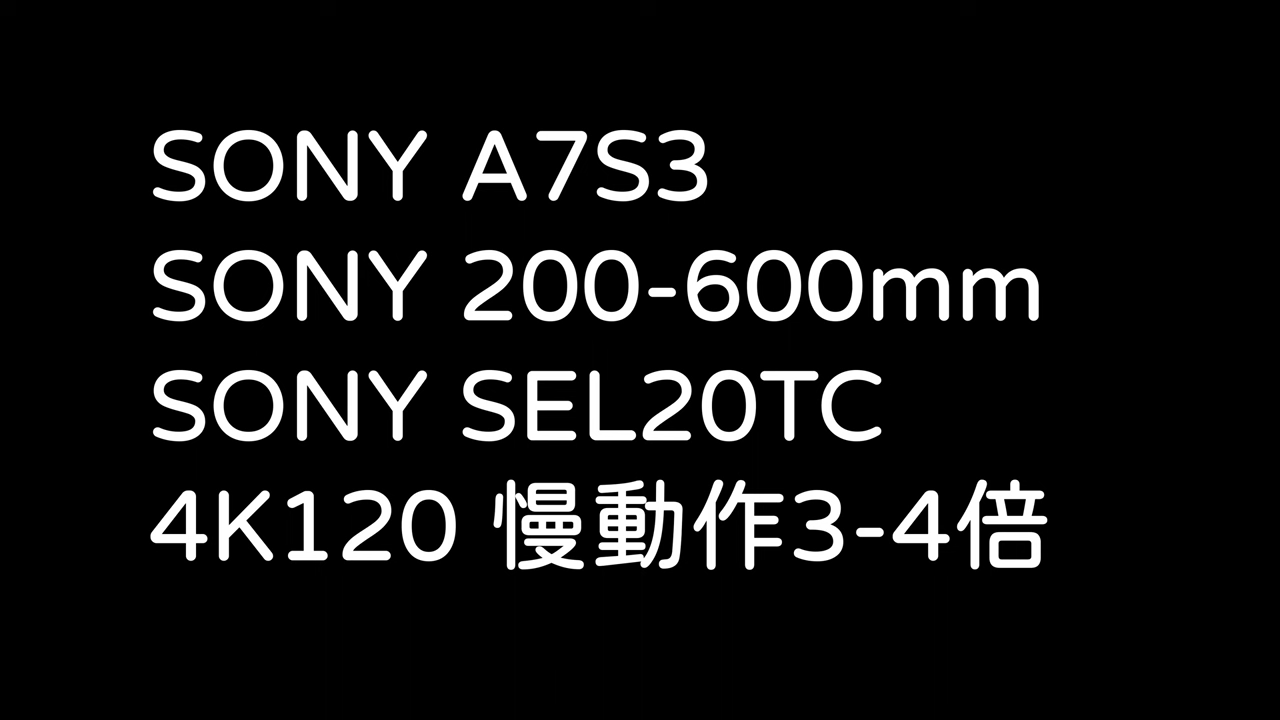 SONY A7S3
SONY 200-600mm
SONY SEL20TC
4K120 慢動作3-4倍